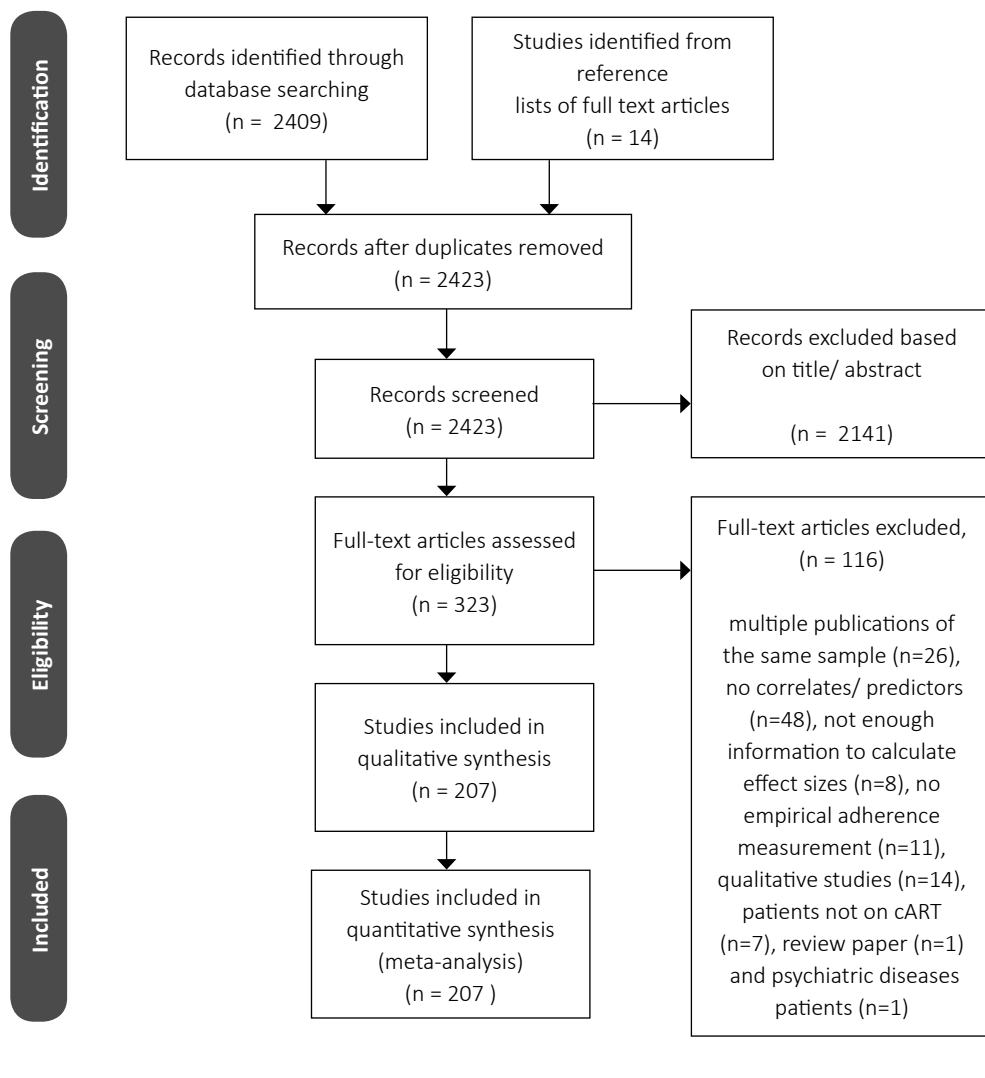 Identification
Records identified through
database searching
(n = 2409)
Studies identified from
reference
lists of full text articles
(n = 14)
Records after duplicates removed
(n = 2423)
Screening
Records screened
(n = 2423)
Records excluded based
on title/ abstract
(n = 2141)
Eligibility
Full-text articles assessed
for eligibility
(n = 323)
Full-text articles excluded,
(n = 116)
multiple publications of
the same sample (n=26),
no correlates/ predictors
(n=48), not enough
information to calculate
effect sizes (n=8), no
empirical adherence
measurement (n=11),
qualitative studies (n=14),
patients not on cART
(n=7), review paper (n=1)
and psychiatric diseases
patients (n=1)
Studies included in
qualitative synthesis
(n = 207)
Included
Studies included in
quantitative synthesis
(meta-analysis)
(n = 207 )